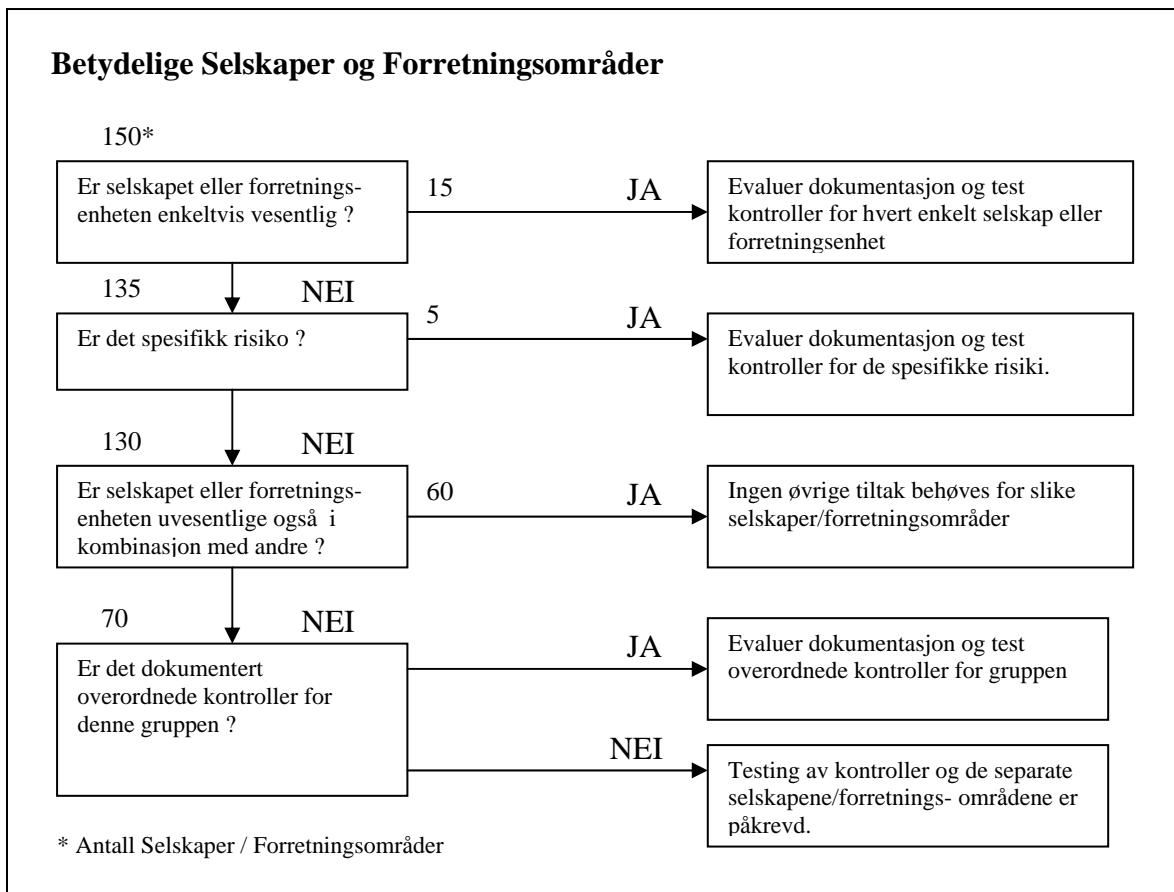 Betydelige Selskaper og Forretningsområder
150*
Er selskapet eller forretnings-
enheten enkeltvis vesentlig ?
15
JA
Evaluer dokumentasjon og test
kontroller for hvert enkelt selskap eller
forretningsenhet
135
NEI
Er det spesifikk risiko ?
5
JA
Evaluer dokumentasjon og test
kontroller for de spesifikke risiki.
130
NEI
Er selskapet eller forretnings-
enheten uvesentlige også i
kombinasjon med andre ?
60
JA
Ingen øvrige tiltak behøves for slike
selskaper/forretningsområder
70
NEI
Er det dokumentert
overordnede kontroller for
denne gruppen ?
JA
Evaluer dokumentasjon og test
overordnede kontroller for gruppen
NEI
Testing av kontroller og de separate
selskapene/forretnings- områdene er
påkrevd.
* Antall Selskaper / Forretningsområder